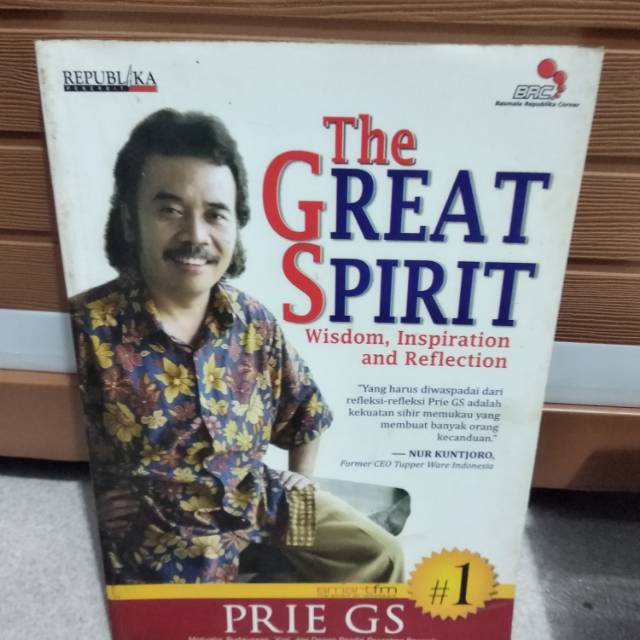 REPUBLIKA
PENERBIT
BRC
Basmala Republika Corner
The
GREAT
SPIRIT
Wisdom, Inspiration
and Reflection
"Yang harus diwaspadai dari
refleksi-refleksi Prie GS adalah
kekuatan sihir memukau yang
membuat banyak orang
kecanduan."
— NUR KUNTJORO,
Former CEO Tupper Ware Indonesia
smartfm
#1
PRIE GS